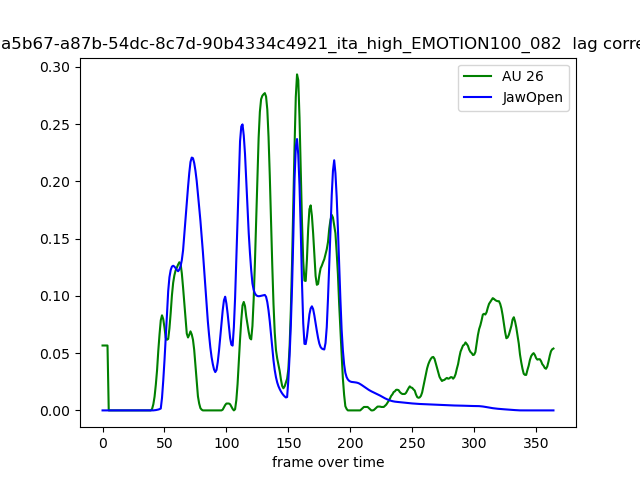 a5b67-a87b-54dc-8c7d-90b4334c4921_ita_high_EMOTION100_082 lag corre
AU 26
JawOpen
0.30
0.25
0.20
0.15
0.10
0.05
0.00
0 50 100 150 200 250 300 350
frame over time